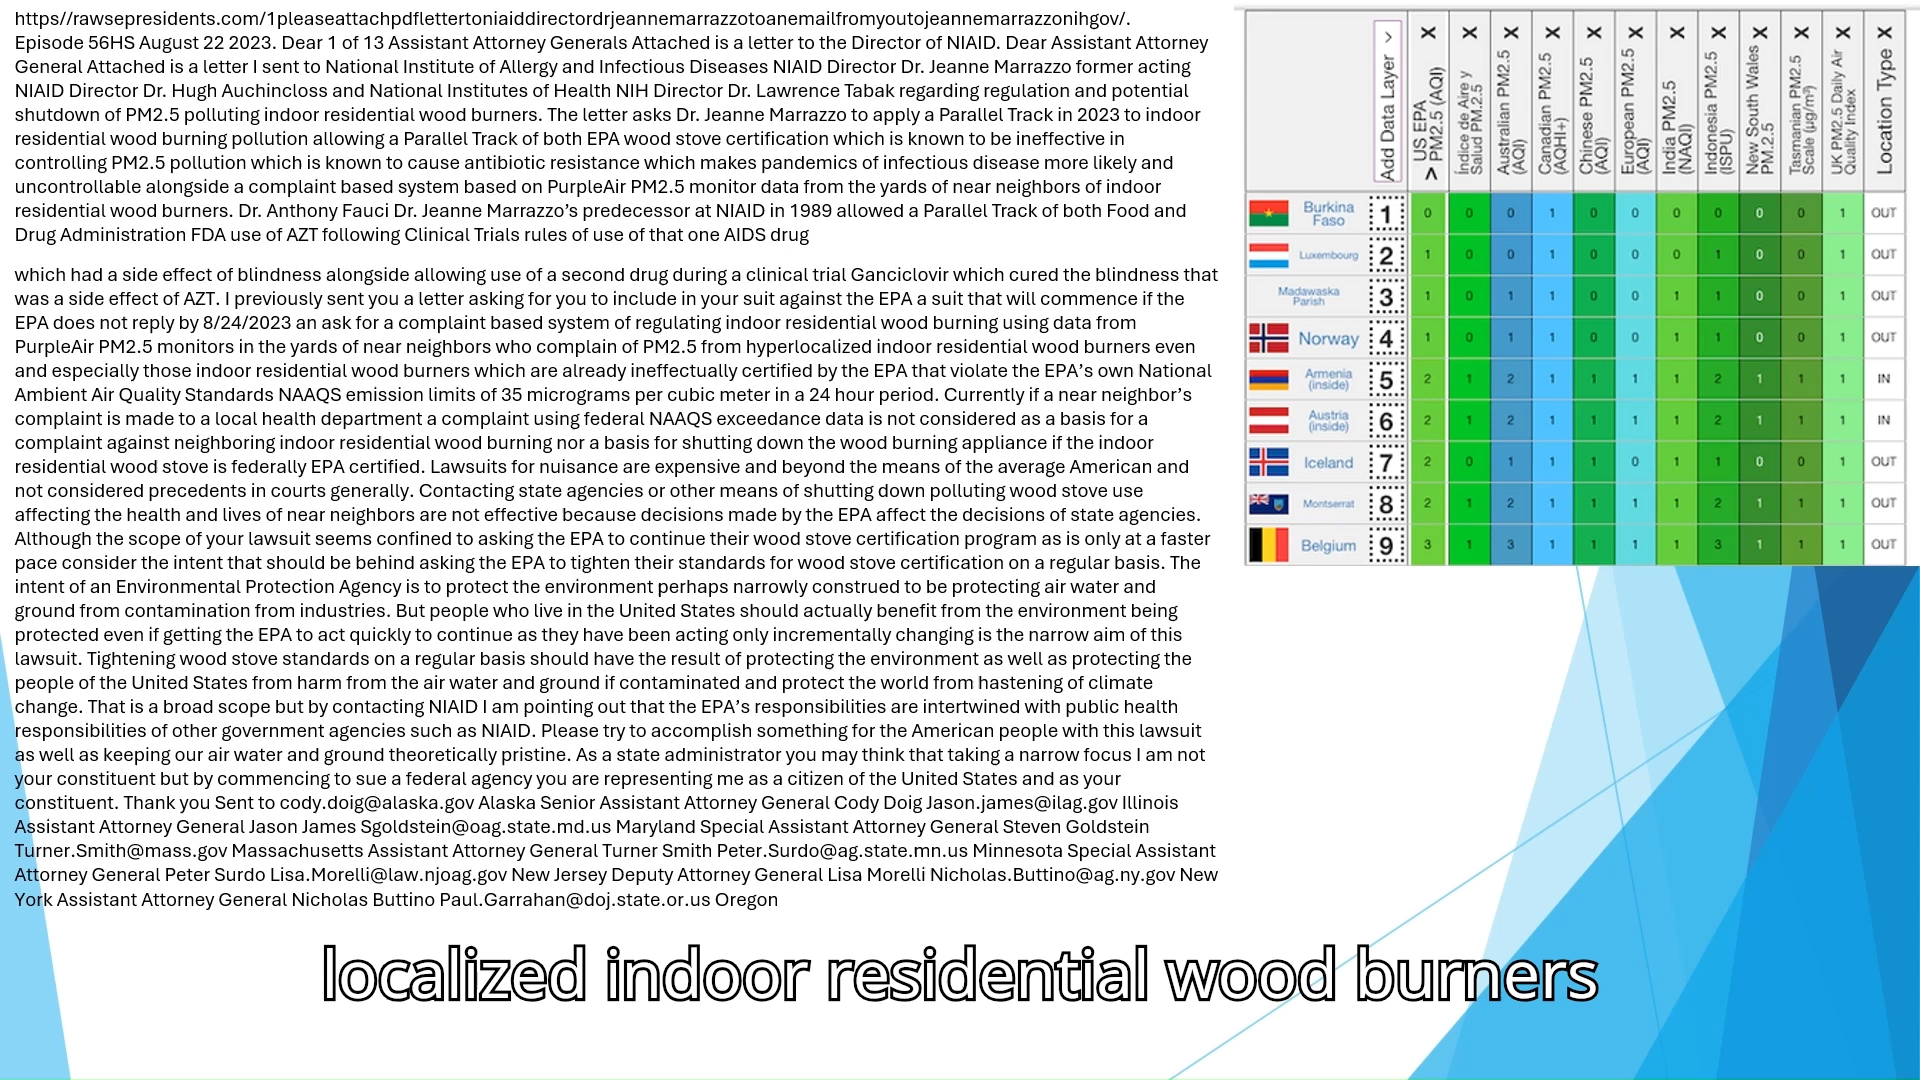 https//rawsepresidents.com/1pleaseattachpdflettertoniaiddirectordrjeannemarrazzotoanemailfromyoutojeannemarrazzonihgov/.
Episode 56HS August 22 2023. Dear 1 of 13 Assistant Attorney Generals Attached is a letter to the Director of NIAID. Dear Assistant Attorney
General Attached is a letter I sent to National Institute of Allergy and Infectious Diseases NIAID Director Dr. Jeanne Marrazzo former acting
NIAID Director Dr. Hugh Auchincloss and National Institutes of Health NIH Director Dr. Lawrence Tabak regarding regulation and potential
shutdown of PM2.5 polluting indoor residential wood burners. The letter asks Dr. Jeanne Marrazzo to apply a Parallel Track in 2023 to indoor
residential wood burning pollution allowing a Parallel Track of both EPA wood stove certification which is known to be ineffective in
controlling PM2.5 pollution which is known to cause antibiotic resistance which makes pandemics of infectious disease more likely and
uncontrollable alongside a complaint based system based on PurpleAir PM2.5 monitor data from the yards of near neighbors of indoor
residential wood burners. Dr. Anthony Fauci Dr. Jeanne Marrazzo's predecessor at NIAID in 1989 allowed a Parallel Track of both Food and
Drug Administration FDA use of AZT following Clinical Trials rules of use of that one AIDS drug
which had a side effect of blindness alongside allowing use of a second drug during a clinical trial Ganciclovir which cured the blindness that
was a side effect of AZT. I previously sent you a letter asking for you to include in your suit against the EPA a suit that will commence if the
EPA does not reply by 8/24/2023 an ask for a complaint based system of regulating indoor residential wood burning using data from
PurpleAir PM2.5 monitors in the yards of near neighbors who complain of PM2.5 from hyperlocalized indoor residential wood burners even
and especially those indoor residential wood burners which are already ineffectually certified by the EPA that violate the EPA's own National
Ambient Air Quality Standards NAAQS emission limits of 35 micrograms per cubic meter in a 24 hour period. Currently if a near neighbor's
complaint is made to a local health department a complaint using federal NAAQS exceedance data is not considered as a basis for a
complaint against neighboring indoor residential wood burning nor a basis for shutting down the wood burning appliance if the indoor
residential wood stove is federally EPA certified. Lawsuits for nuisance are expensive and beyond the means of the average American and
not considered precedents in courts generally. Contacting state agencies or other means of shutting down polluting wood stove use
affecting the health and lives of near neighbors are not effective because decisions made by the EPA affect the decisions of state agencies.
Although the scope of your lawsuit seems confined to asking the EPA to continue their wood stove certification program as is only at a faster
pace consider the intent that should be behind asking the EPA to tighten their standards for wood stove certification on a regular basis. The
intent of an Environmental Protection Agency is to protect the environment perhaps narrowly construed to be protecting air water and
ground from contamination from industries. But people who live in the United States should actually benefit from the environment being
protected even if getting the EPA to act quickly to continue as they have been acting only incrementally changing is the narrow aim of this
lawsuit. Tightening wood stove standards on a regular basis should have the result of protecting the environment as well as protecting the
people of the United States from harm from the air water and ground if contaminated and protect the world from hastening of climate
change. That is a broad scope but by contacting NIAID I am pointing out that the EPA's responsibilities are intertwined with public health
responsibilities of other government agencies such as NIAID. Please try to accomplish something for the American people with this lawsuit
as well as keeping our air water and ground theoretically pristine. As a state administrator you may think that taking a narrow focus I am not
your constituent but by commencing to sue a federal agency you are representing me as a citizen of the United States and as your
constituent. Thank you Sent to cody.doig@alaska.gov Alaska Senior Assistant Attorney General Cody Doig Jason.james@ilag.gov Illinois
Assistant Attorney General Jason James Sgoldstein@oag.state.md.us Maryland Special Assistant Attorney General Steven Goldstein
Turner.Smith@mass.gov Massachusetts Assistant Attorney General Turner Smith Peter.Surdo@ag.state.mn.us Minnesota Special Assistant
Attorney General Peter Surdo Lisa.Morelli@law.njoag.gov New Jersey Deputy Attorney General Lisa Morelli Nicholas.Buttino@ag.ny.gov New
York Assistant Attorney General Nicholas Buttino Paul.Garrahan@doj.state.or.us Oregon
Add Data Layer >
X > US EPA PM2.5 (AQI)
X Índice de Aire y Salud PM2.5
X Australian PM2.5 (AQI)
X Canadian PM2.5 (AQHI+)
X Chinese PM2.5 (AQI)
X European PM2.5 (AQI)
X India PM2.5 (NAQI)
X Indonesia PM2.5 (ISPU)
X New South Wales PM2.5
X Tasmanian PM2.5 Scale (µg/m³)
X UK PM2.5 Daily Air Quality Index
X Location Type
Burkina Faso 1 0 0 0 1 0 0 0 0 0 0 1 OUT
Luxembourg 2 1 0 0 1 0 0 0 1 0 0 1 OUT
Madawaska Parish 3 1 0 1 1 0 0 1 1 0 0 1 OUT
Norway 4 1 0 1 1 0 0 1 1 0 0 1 OUT
Armenia (inside) 5 2 1 2 1 1 1 1 2 1 1 1 IN
Austria (inside) 6 2 1 2 1 1 1 1 2 1 1 1 IN
Iceland 7 2 0 1 1 1 0 1 1 0 0 1 OUT
Montserrat 8 2 1 2 1 1 1 1 2 1 1 1 OUT
Belgium 9 3 1 3 1 1 1 1 3 1 1 1 OUT
localized indoor residential wood burners